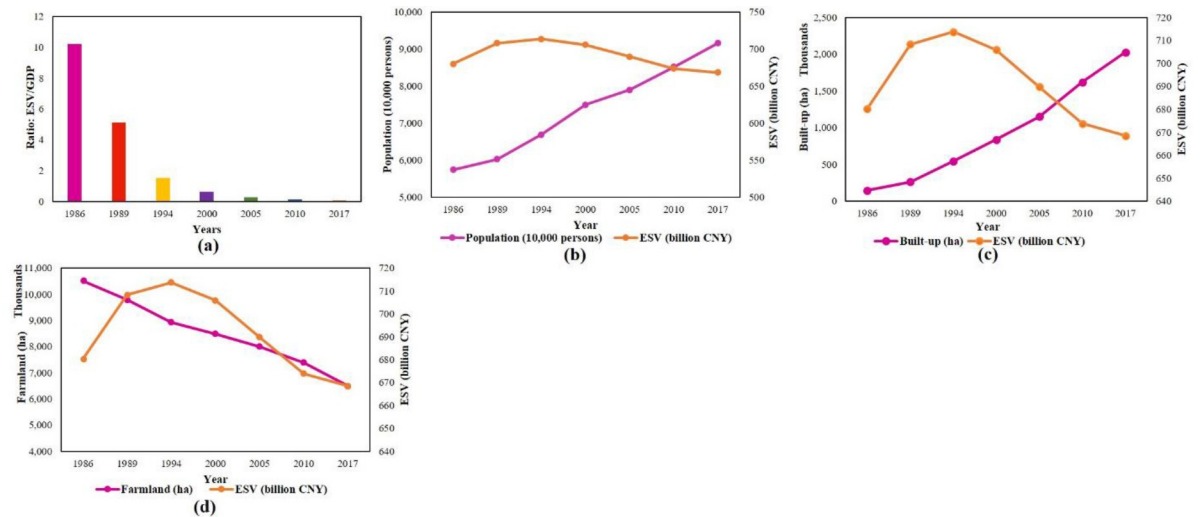 12
10
8
6
4
2
0
Ratio: ESV/GDP
1986 1989 1994 2000 2005 2010 2017
Years
(a)
10,000
9,000
8,000
7,000
6,000
5,000
Population (10,000 persons)
750
700
650
600
550
500
ESV (billion CNY)
1986 1989 1994 2000 2005 2010 2017
Year
Population (10,000 persons) ESV (billion CNY)
(b)
2,500
2,000
1,500
1,000
500
0
Built-up (ha) Thousands
720
710
700
690
680
670
660
650
640
ESV (billion CNY)
1986 1989 1994 2000 2005 2010 2017
Year
Built-up (ha) ESV (billion CNY)
(c)
11,000
10,000
9,000
8,000
7,000
6,000
5,000
4,000
Farmland (ha) Thousands
720
710
700
690
680
670
660
650
640
ESV (billion CNY)
1986 1989 1994 2000 2005 2010 2017
Year
Farmland (ha) ESV (billion CNY)
(d)